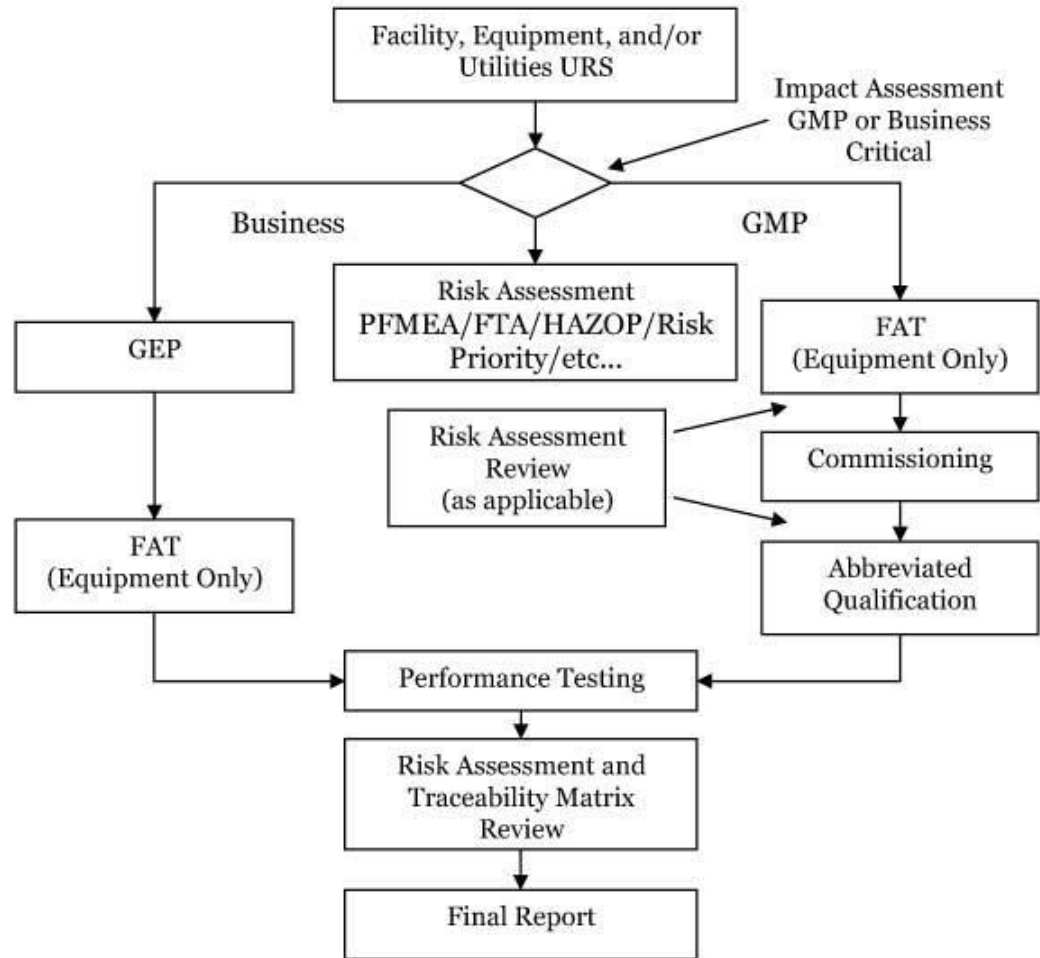 Facility, Equipment, and/or
Utilities URS
Impact Assessment
GMP or Business
Critical
Business
GMP
Risk Assessment
PFMEA/FTA/HAZOP/Risk
Priority/etc...
GEP
FAT
(Equipment Only)
Risk Assessment
Review
(as applicable)
Commissioning
FAT
(Equipment Only)
Abbreviated
Qualification
Performance Testing
Risk Assessment and
Traceability Matrix
Review
Final Report